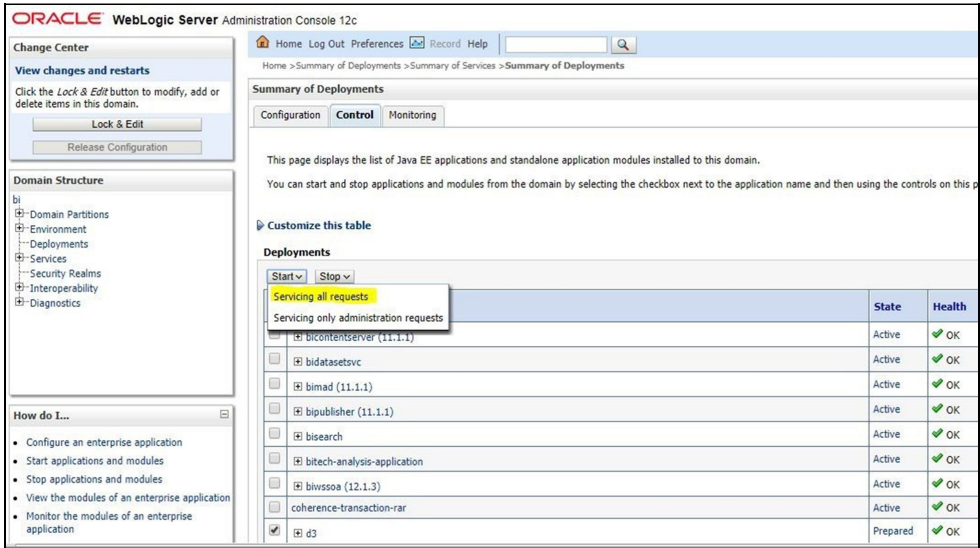 ORACLE WebLogic Server Administration Console 12c
Change Center
View changes and restarts
Click the Lock & Edit button to modify, add or
delete items in this domain.
Lock & Edit
Release Configuration
Domain Structure
bi
Domain Partitions
Environment
Deployments
Services
Security Realms
Interoperability
Diagnostics
How do I...
Configure an enterprise application
Start applications and modules
Stop applications and modules
View the modules of an enterprise application
Monitor the modules of an enterprise
application
Home Log Out Preferences Record Help
Home >Summary of Deployments >Summary of Services >Summary of Deployments
Summary of Deployments
Configuration Control Monitoring
This page displays the list of Java EE applications and standalone application modules installed to this domain.
You can start and stop applications and modules from the domain by selecting the checkbox next to the application name and then using the controls on this p
Customize this table
Deployments
Start Stop
Servicing all requests
Servicing only administration requests
State Health
bicontentserver (11.1.1) Active OK
bidatasetsvc Active OK
bimad (11.1.1) Active OK
bipublisher (11.1.1) Active OK
bisearch Active OK
bitech-analysis-application Active OK
biwssoa (12.1.3) Active OK
coherence-transaction-rar Active OK
d3 Prepared OK